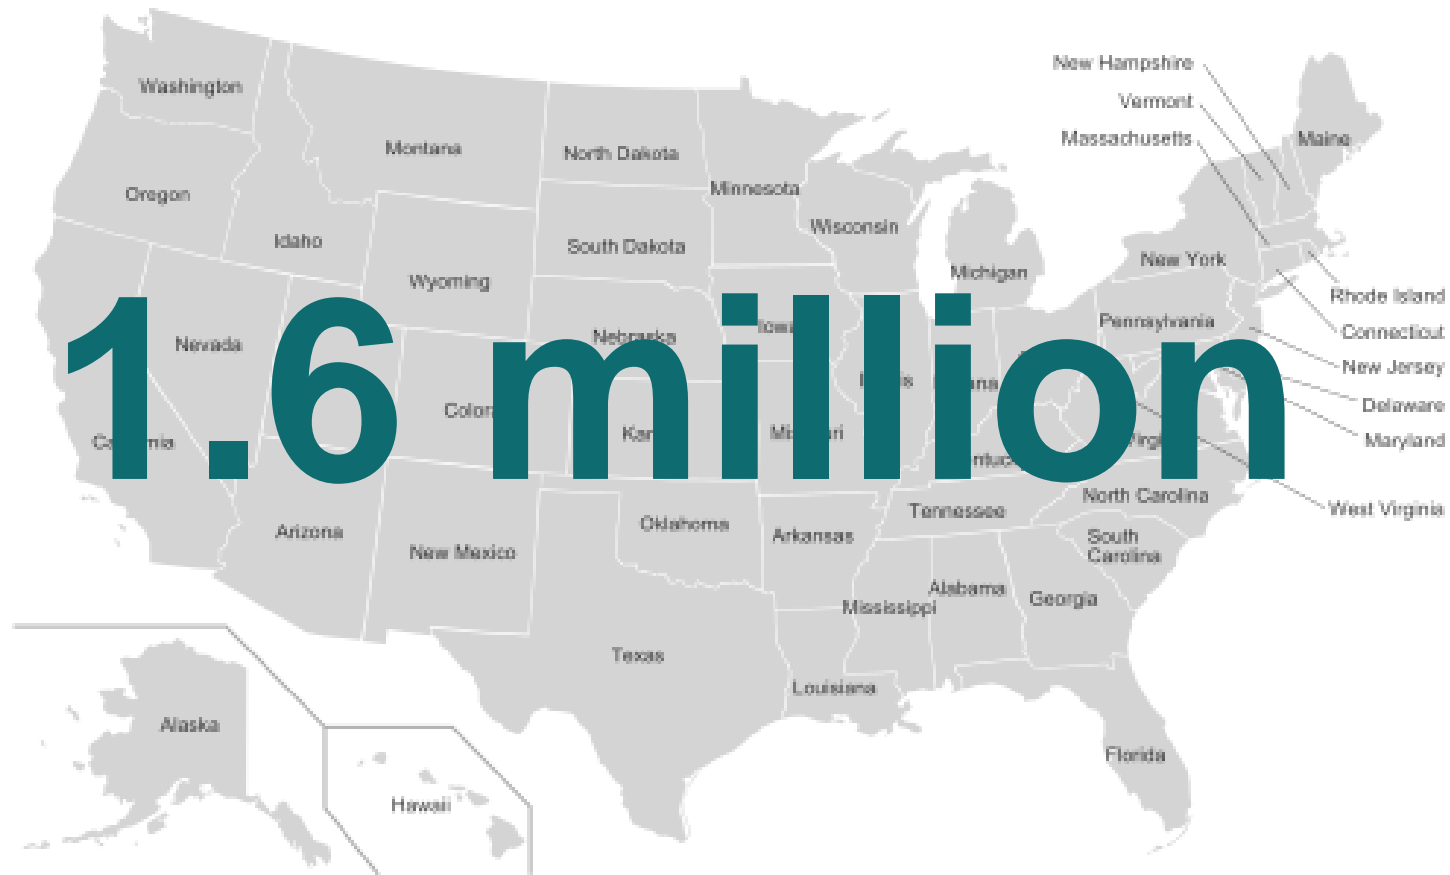 New Hampshire
Washington
Vermont
Massachusetts
Maine
Montana
North Dakota
Oregon
Minnesota
Wisconsin
Idaho
South Dakota
New York
Michigan
Wyoming
Rhode Island
1.6 million
Pennsylvania
Connecticut
Nevada
Nebraska
New Jersey
Delaware
Maryland
North Carolina
West Virginia
Tennessee
Oklahoma
Arizona
Arkansas
South
Carolina
New Mexico
Alabama
Georgia
Mississippi
Texas
Louisiana
Alaska
Florida
Hawaii